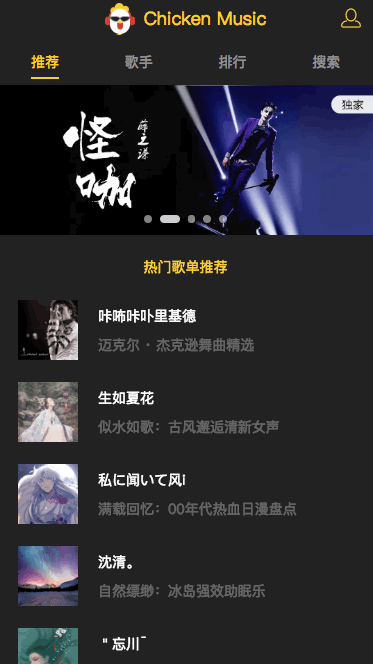 Chicken Music
推荐 歌手 排行 搜索
独家
怪咖
薛之谦
热门歌单推荐
咔咘咔卟里基德
迈克尔·杰克逊舞曲精选
生如夏花
似水如歌：古风邂逅清新女声
私に闻いて风i
满载回忆：00年代热血日漫盘点
沈清。
自然缥缈：冰岛强效助眠乐
＂忘川ˉ